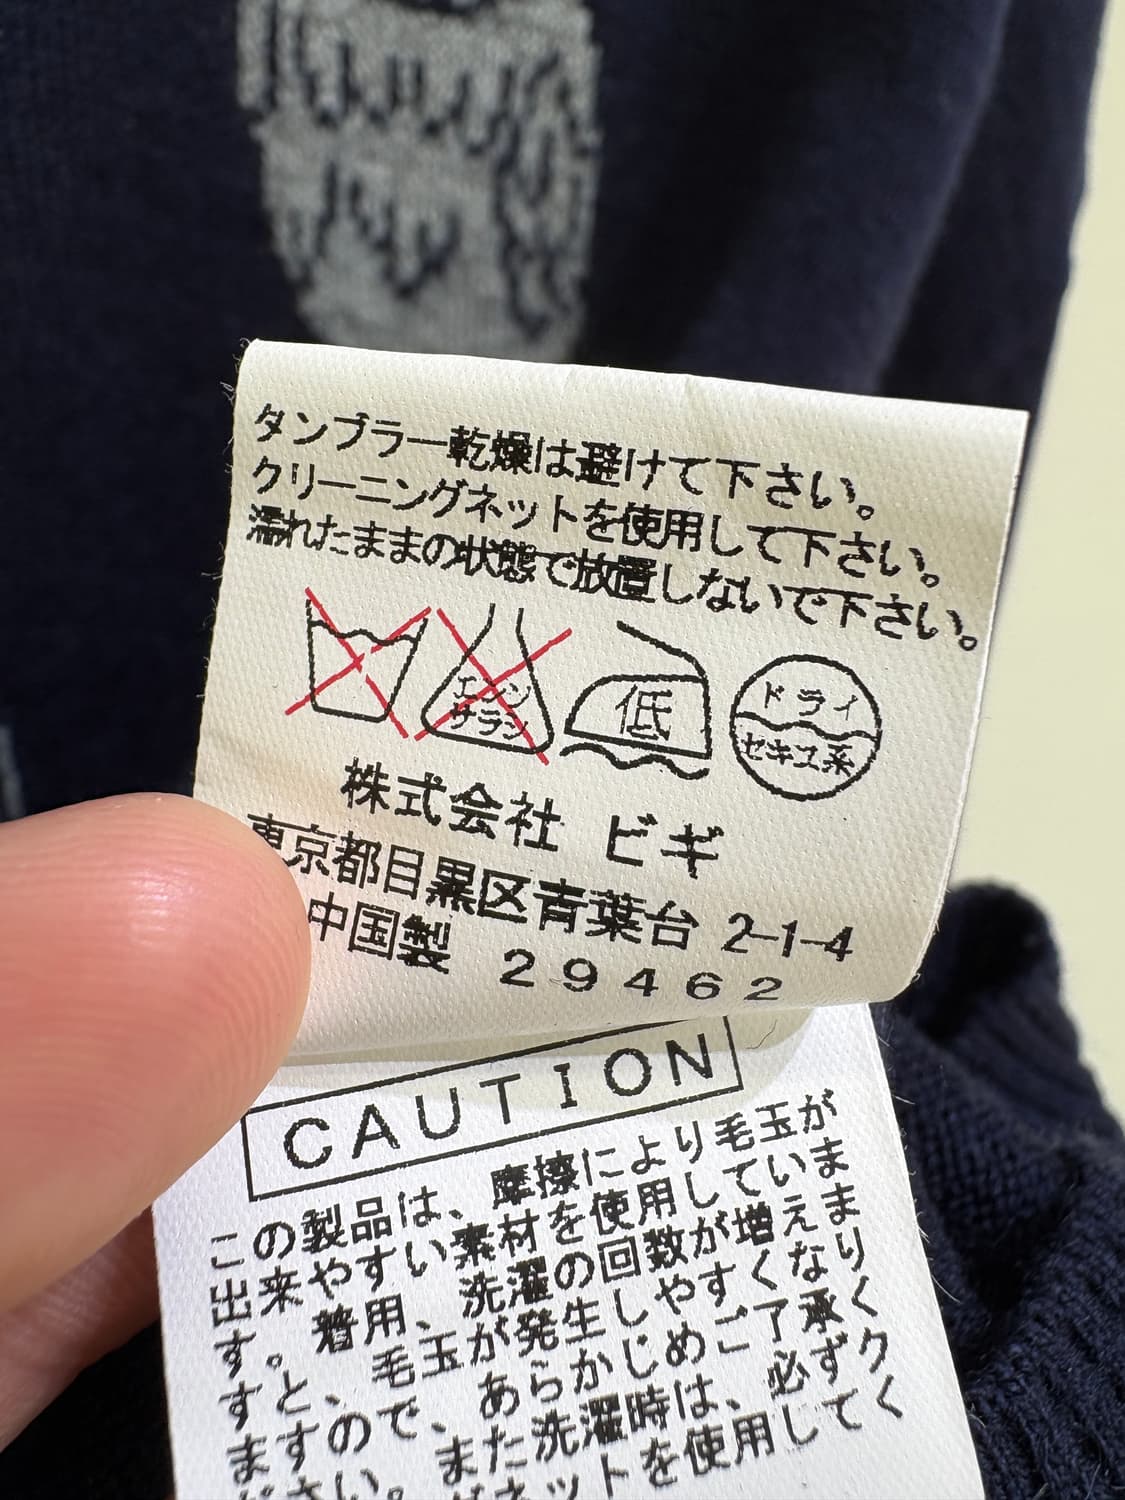 タンブラー乾燥は避けて下さい。
クリーニングネットを使用して下さい。
濡れたままの状態で放置しないで下さい。
エンソ
サラシ
低
ドライ
セキユ系
株式会社 ビギ
東京都目黒区青葉台 2-1-4
中国製 29462
CAUTION
この製品は、摩擦により毛玉が
出来やすい素材を使用していま
す。着用、洗濯の回数が増えま
すと、毛玉が発生しやすくなり
ますので、あらかじめご了承く
ださい。また洗濯時は、必ずク
ネットを使用して